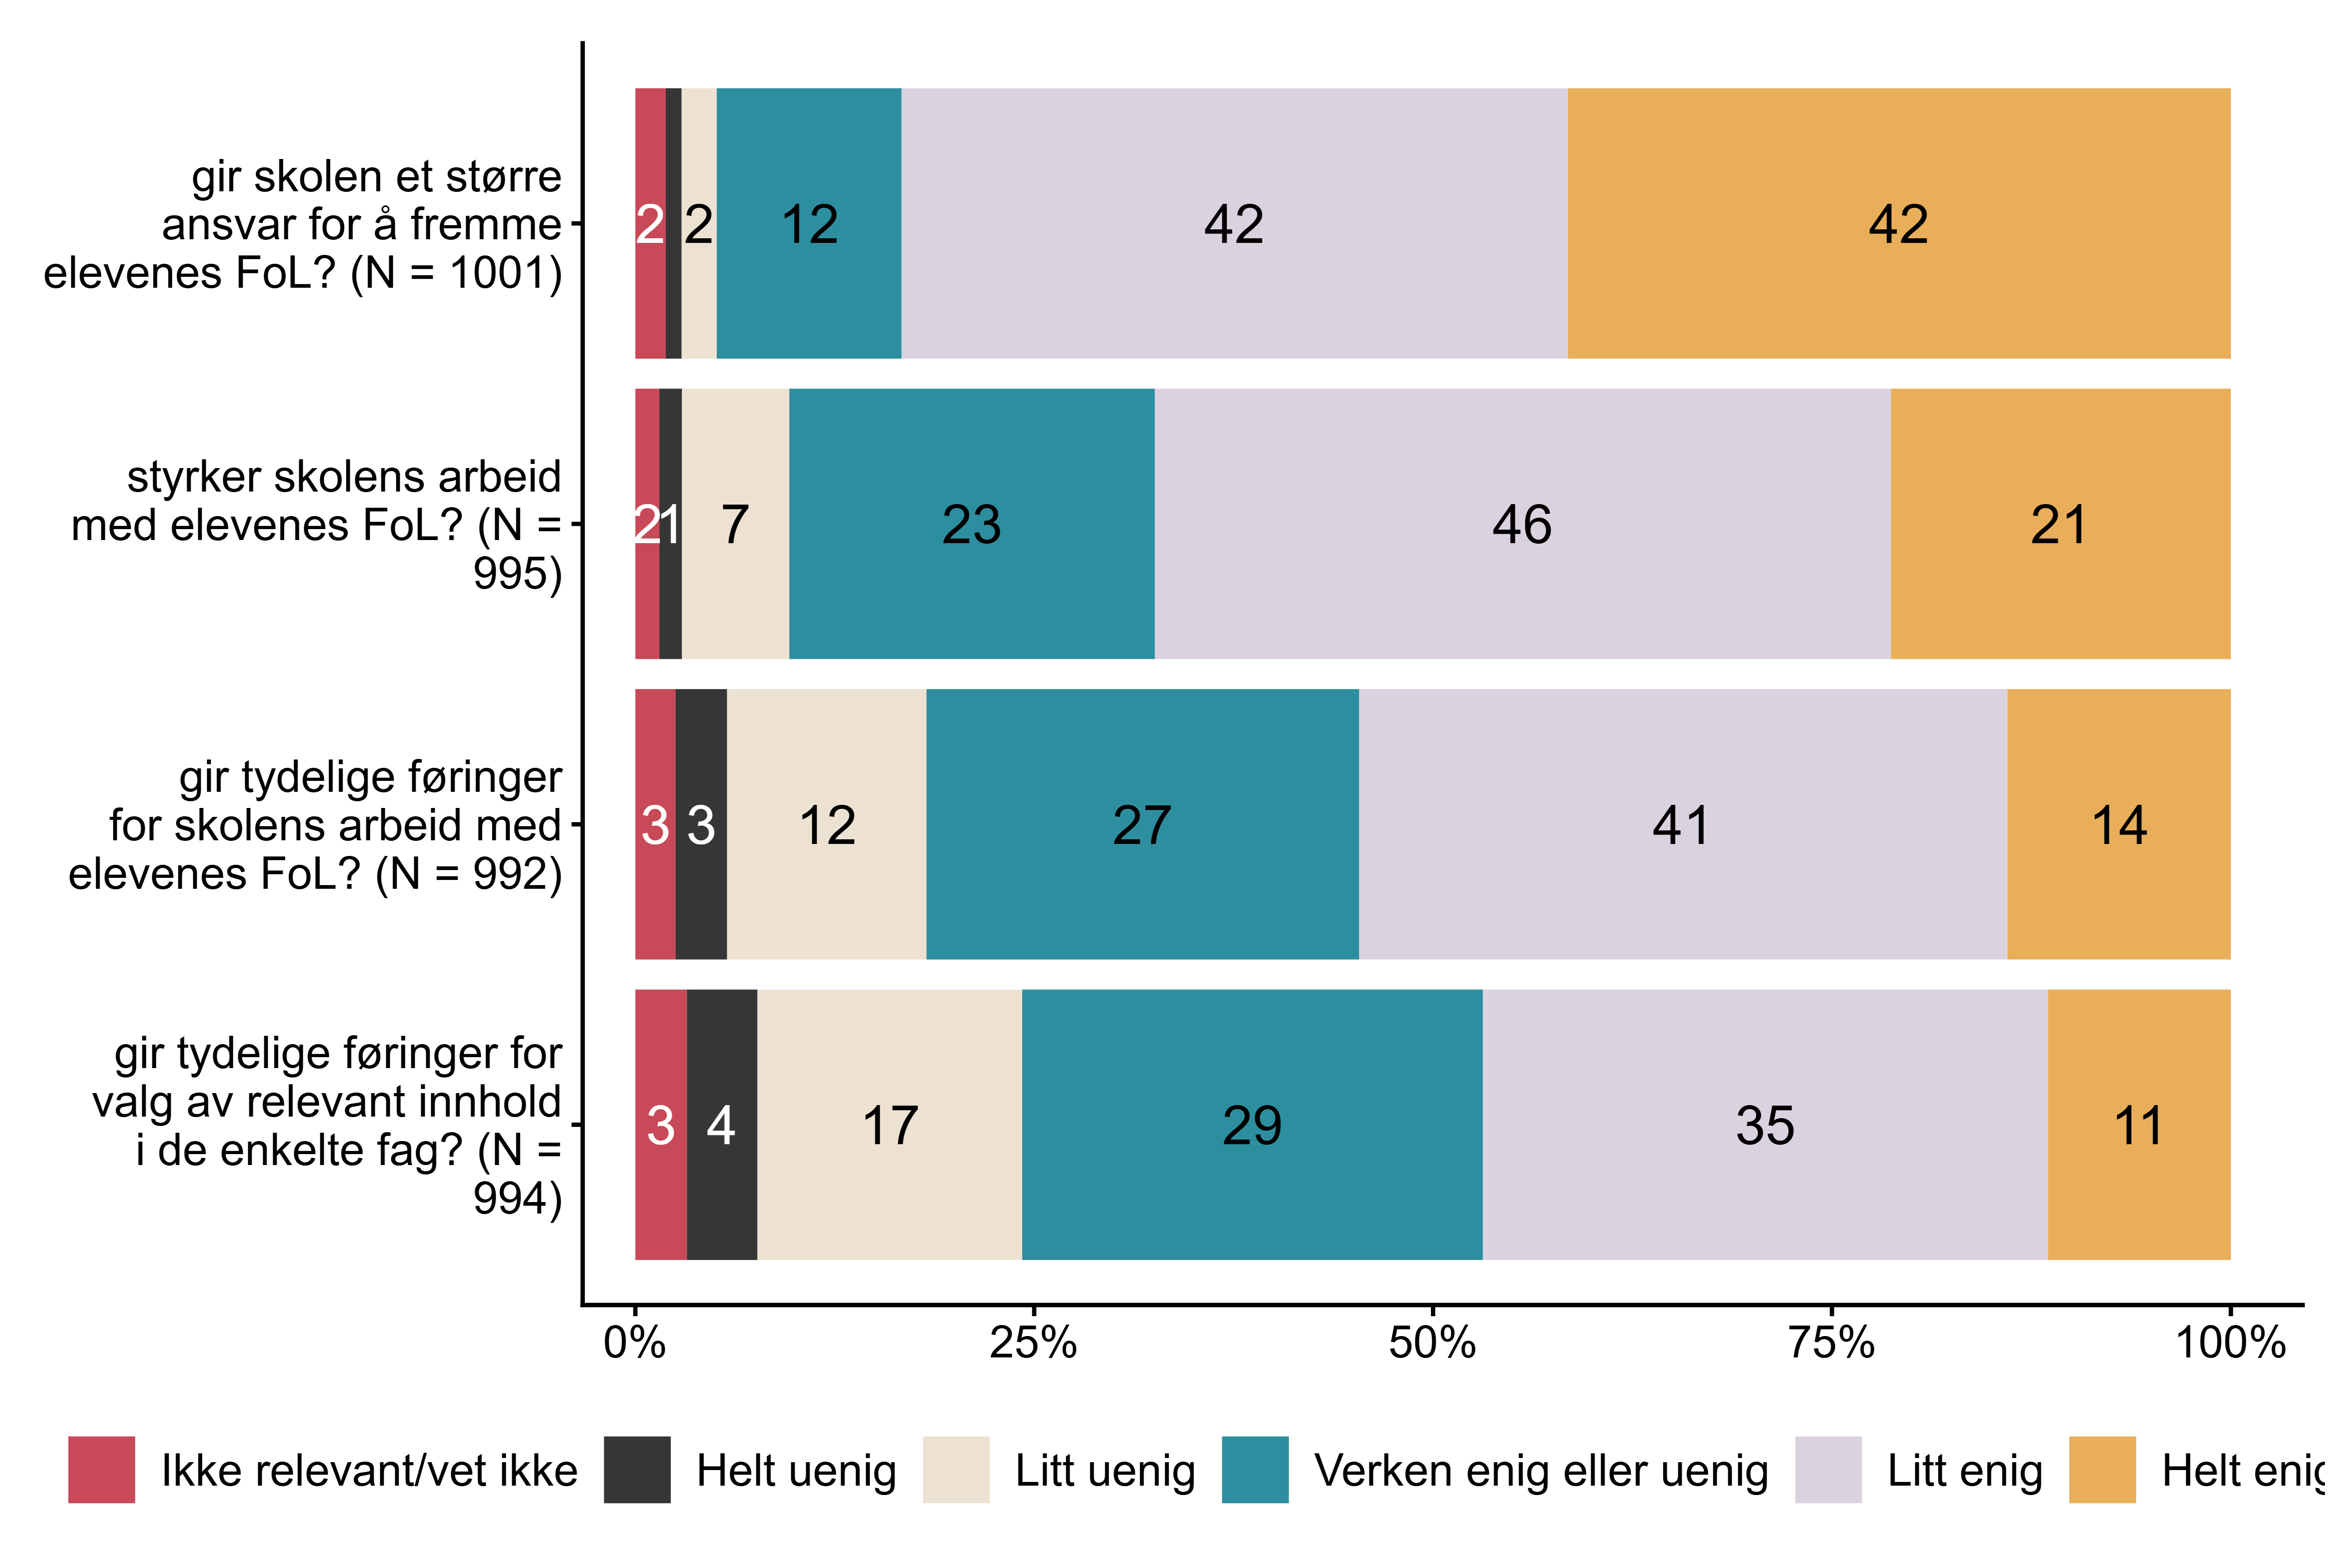 gir skolen et større
ansvar for å fremme
elevenes FoL? (N = 1001)
2 2 12 42 42
styrker skolens arbeid
med elevenes FoL? (N =
995)
2 1 7 23 46 21
gir tydelige føringer
for skolens arbeid med
elevenes FoL? (N = 992)
3 3 12 27 41 14
gir tydelige føringer for
valg av relevant innhold
i de enkelte fag? (N =
994)
3 4 17 29 35 11
0% 25% 50% 75% 100%
Ikke relevant/vet ikke Helt uenig Litt uenig Verken enig eller uenig Litt enig Helt enig